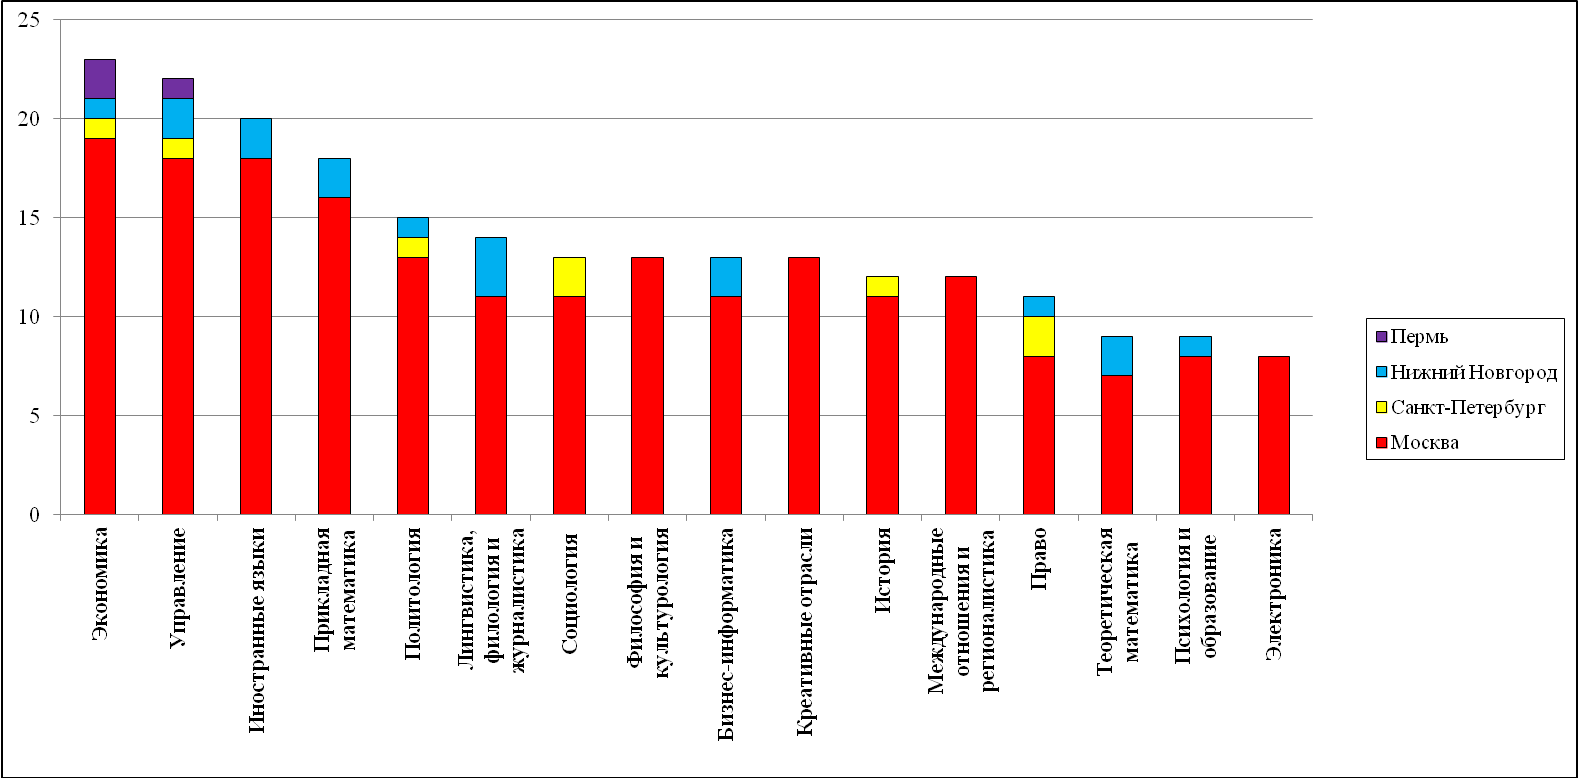 25
20
15
10
5
0
Экономика
Управление
Иностранные языки
Прикладная
математика
Политология
Лингвистика,
филология и
журналистика
Социология
Философия и
культурология
Бизнес-информатика
Креативные отрасли
История
Международные
отношения и
регионалистика
Право
Теоретическая
математика
Психология и
образование
Электроника
Пермь
Нижний Новгород
Санкт-Петербург
Москва